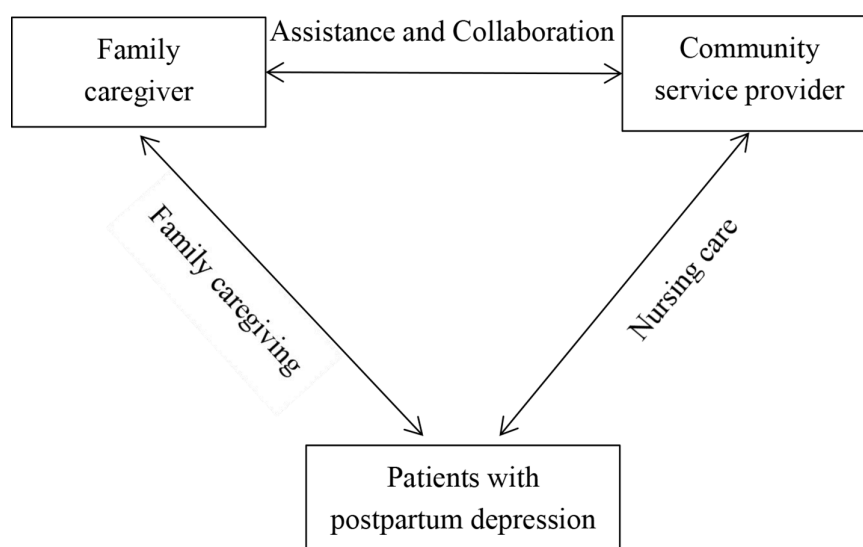 Family
caregiver
Assistance and Collaboration
Community
service provider
Family caregiving
Nursing care
Patients with
postpartum depression